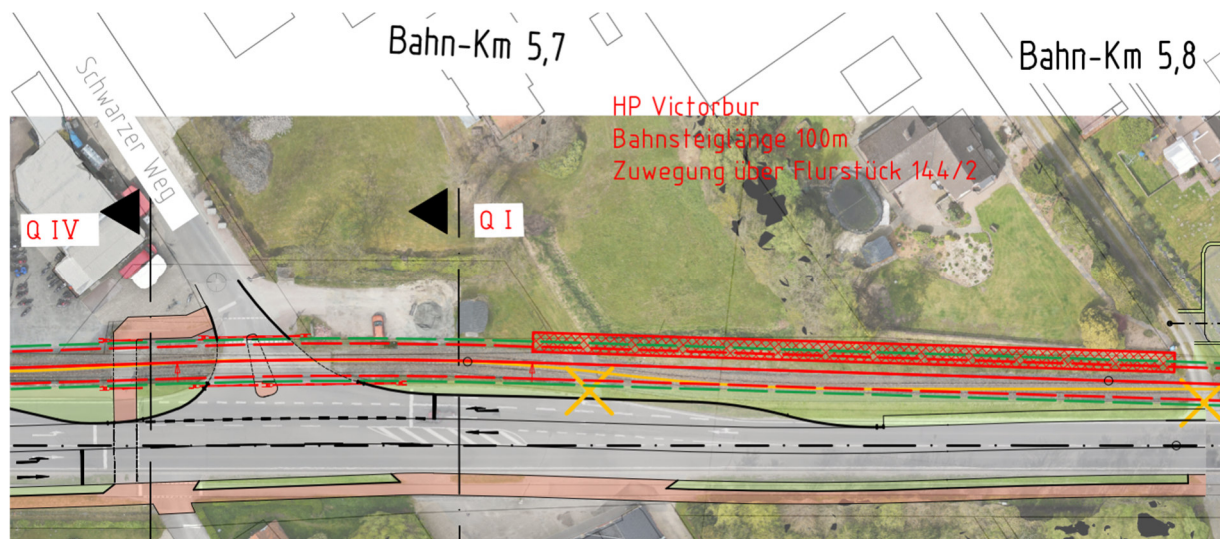 Bahn-Km 5,7
Bahn-Km 5,8
Schwarzer Weg
HP Victorbur
Bahnsteiglänge 100m
Zuwegung über Flurstück 144/2
Q IV
Q I